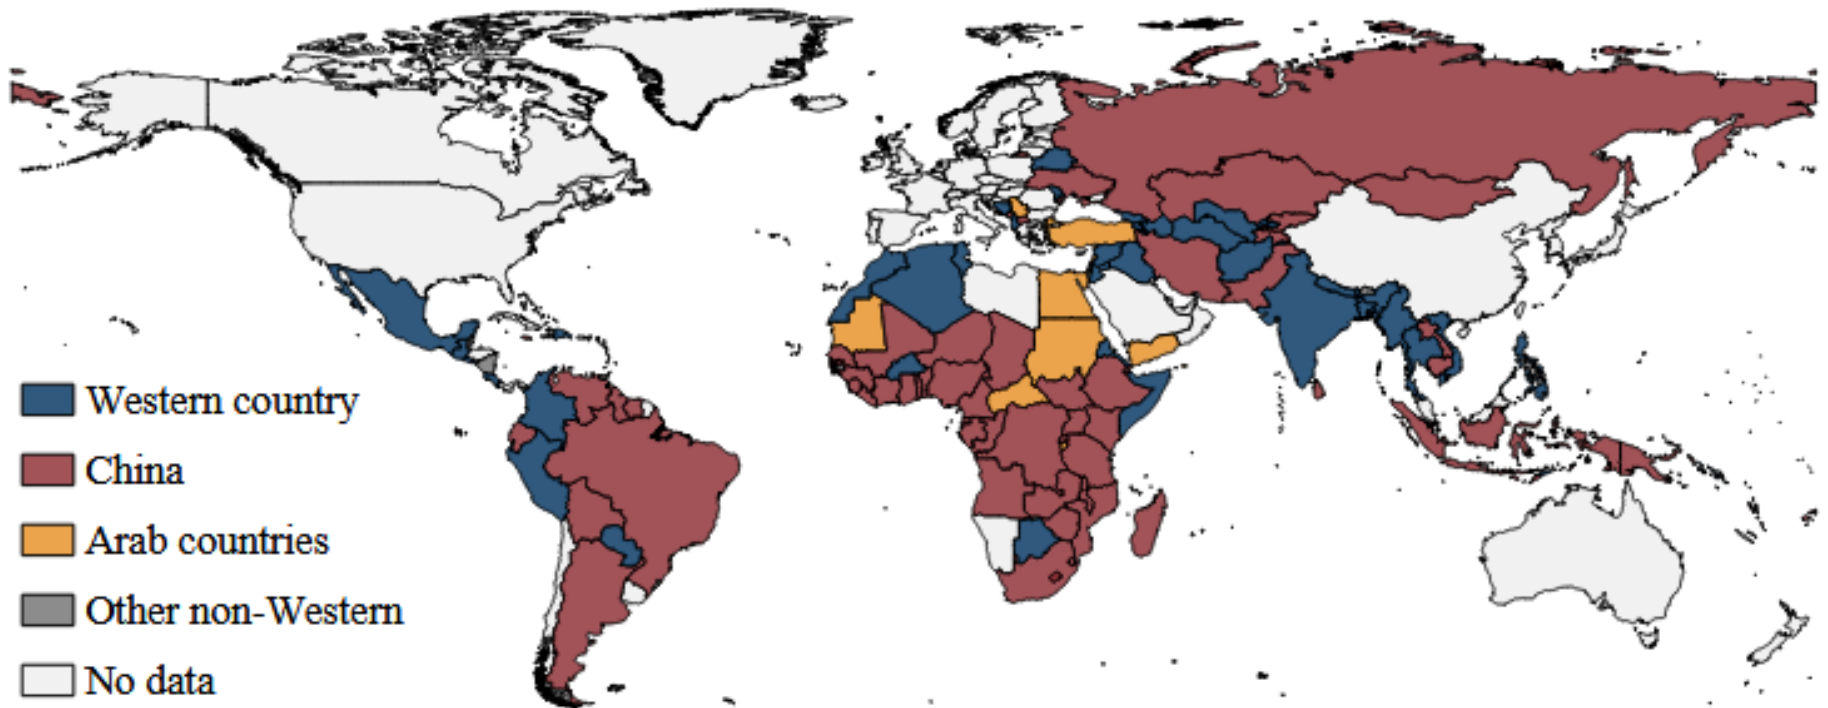 Western country
China
Arab countries
Other non-Western
No data